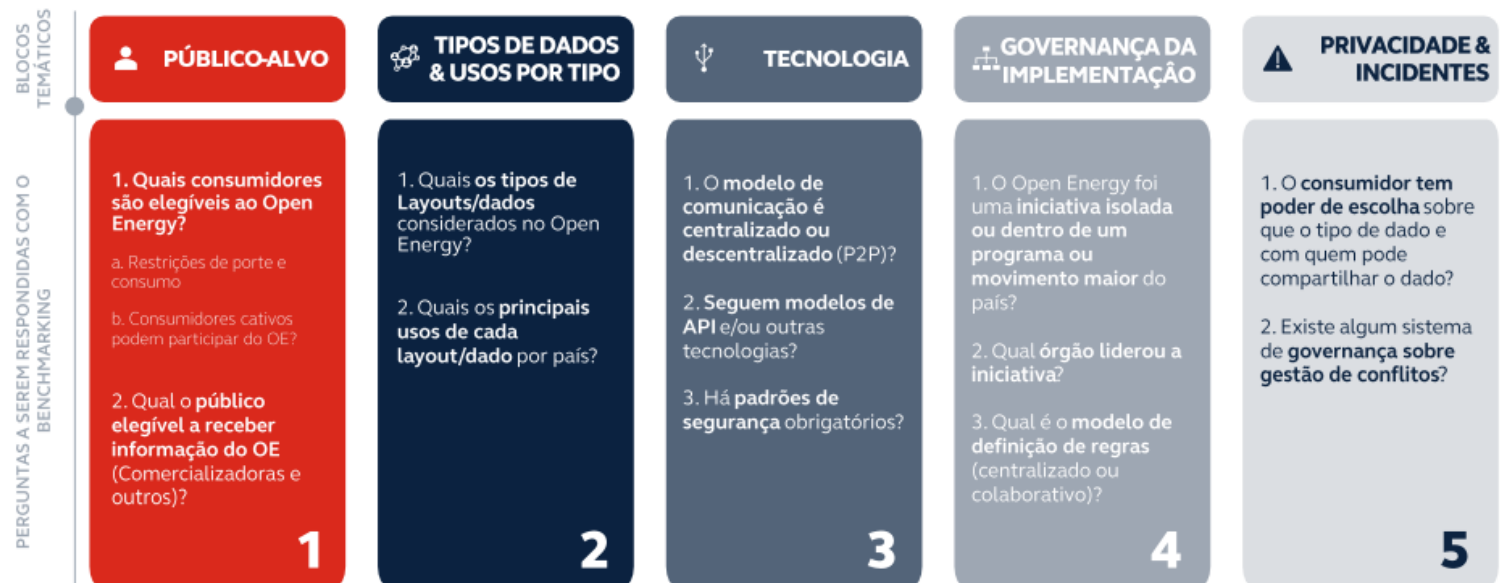 BLOCOS
TEMÁTICOS
PÚBLICO-ALVO
TIPOS DE DADOS
& USOS POR TIPO
TECNOLOGIA
GOVERNANÇA DA
IMPLEMENTAÇÂO
PRIVACIDADE &
INCIDENTES
PERGUNTAS A SEREM RESPONDIDAS COM O
BENCHMARKING
1. Quais consumidores
são elegíveis ao Open
Energy?
a. Restrições de porte e
consumo
b. Consumidores cativos
podem participar do OE?
2. Qual o público
elegível a receber
informação do OE
(Comercializadoras e
outros)?
1
1. Quais os tipos de
Layouts/dados
considerados no Open
Energy?
2. Quais os principais
usos de cada
layout/dado por país?
2
1. O modelo de
comunicação é
centralizado ou
descentralizado (P2P)?
2. Seguem modelos de
API e/ou outras
tecnologias?
3. Há padrões de
segurança obrigatórios?
3
1. O Open Energy foi
uma iniciativa isolada
ou dentro de um
programa ou
movimento maior do
país?
2. Qual órgão liderou a
iniciativa?
3. Qual é o modelo de
definição de regras
(centralizado ou
colaborativo)?
4
1. O consumidor tem
poder de escolha sobre
que o tipo de dado e
com quem pode
compartilhar o dado?
2. Existe algum sistema
de governança sobre
gestão de conflitos?
5